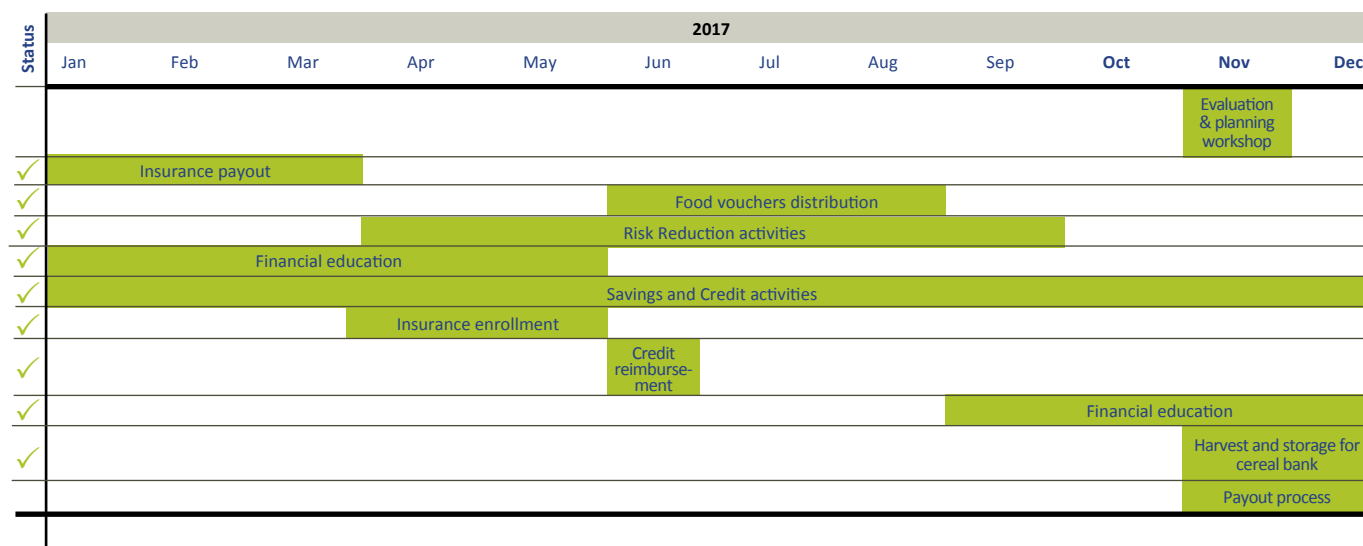 2017
Status
Jan Feb Mar Apr May Jun Jul Aug Sep Oct Nov Dec
Evaluation
& planning
workshop
Insurance payout
Food vouchers distribution
Risk Reduction activities
Financial education
Savings and Credit activities
Insurance enrollment
Credit
reimburse-
ment
Financial education
Harvest and storage for
cereal bank
Payout process